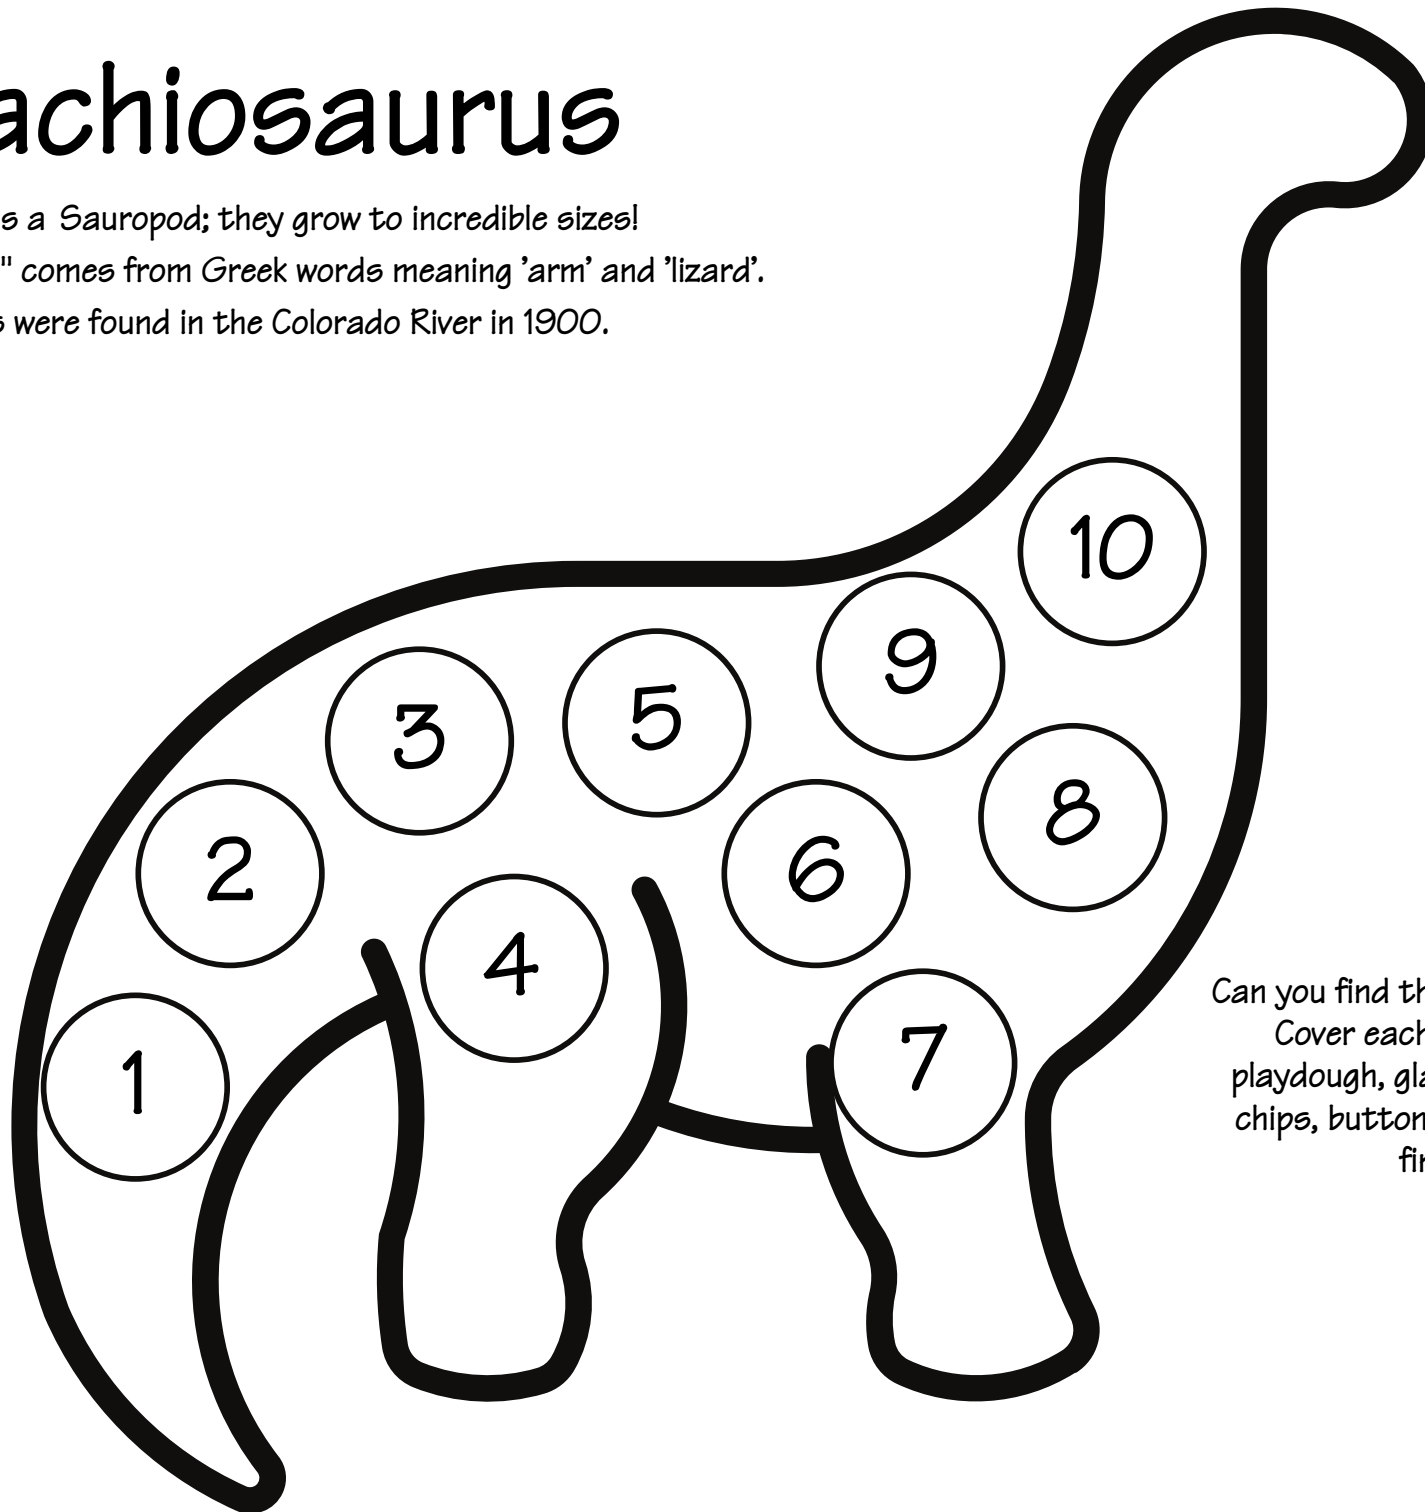 achiosaurus
s a Sauropod; they grow to incredible sizes!
" comes from Greek words meaning 'arm' and 'lizard'.
s were found in the Colorado River in 1900.
10
9
3
5
2
8
6
4
7
1
Can you find th
Cover each
playdough, gla
chips, button
fin